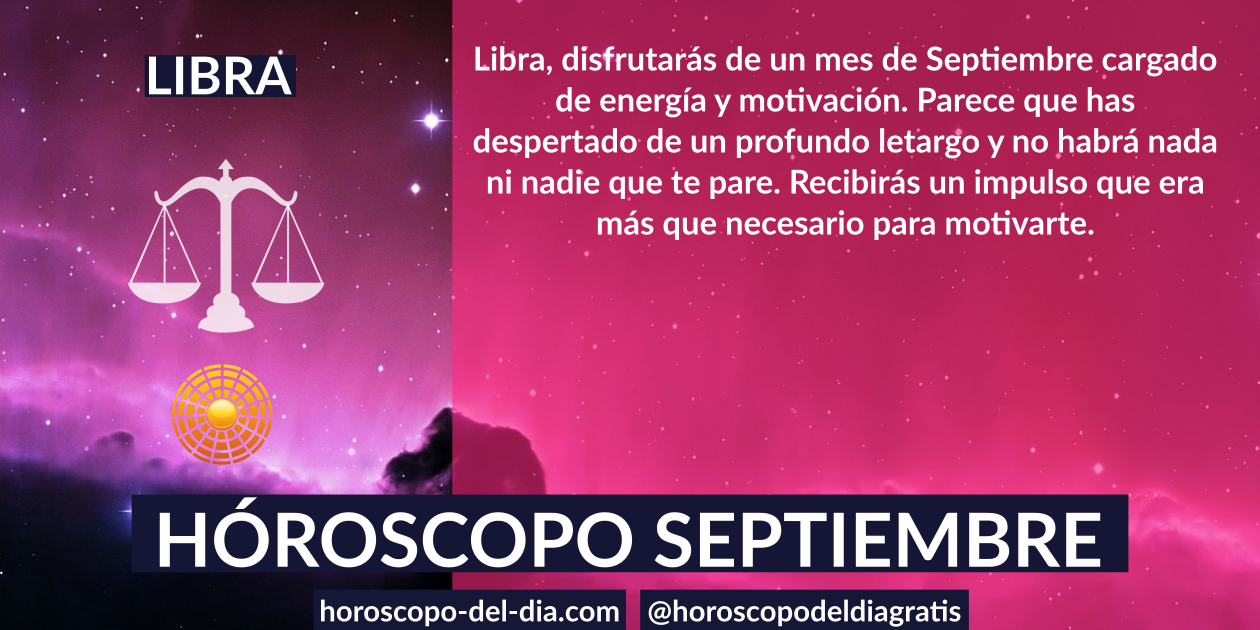 LIBRA
Libra, disfrutarás de un mes de Septiembre cargado
de energía y motivación. Parece que has
despertado de un profundo letargo y no habrá nada
ni nadie que te pare. Recibirás un impulso que era
más que necesario para motivarte.
HÓROSCOPO SEPTIEMBRE
horoscopo-del-dia.com
@horoscopodeldiagratis